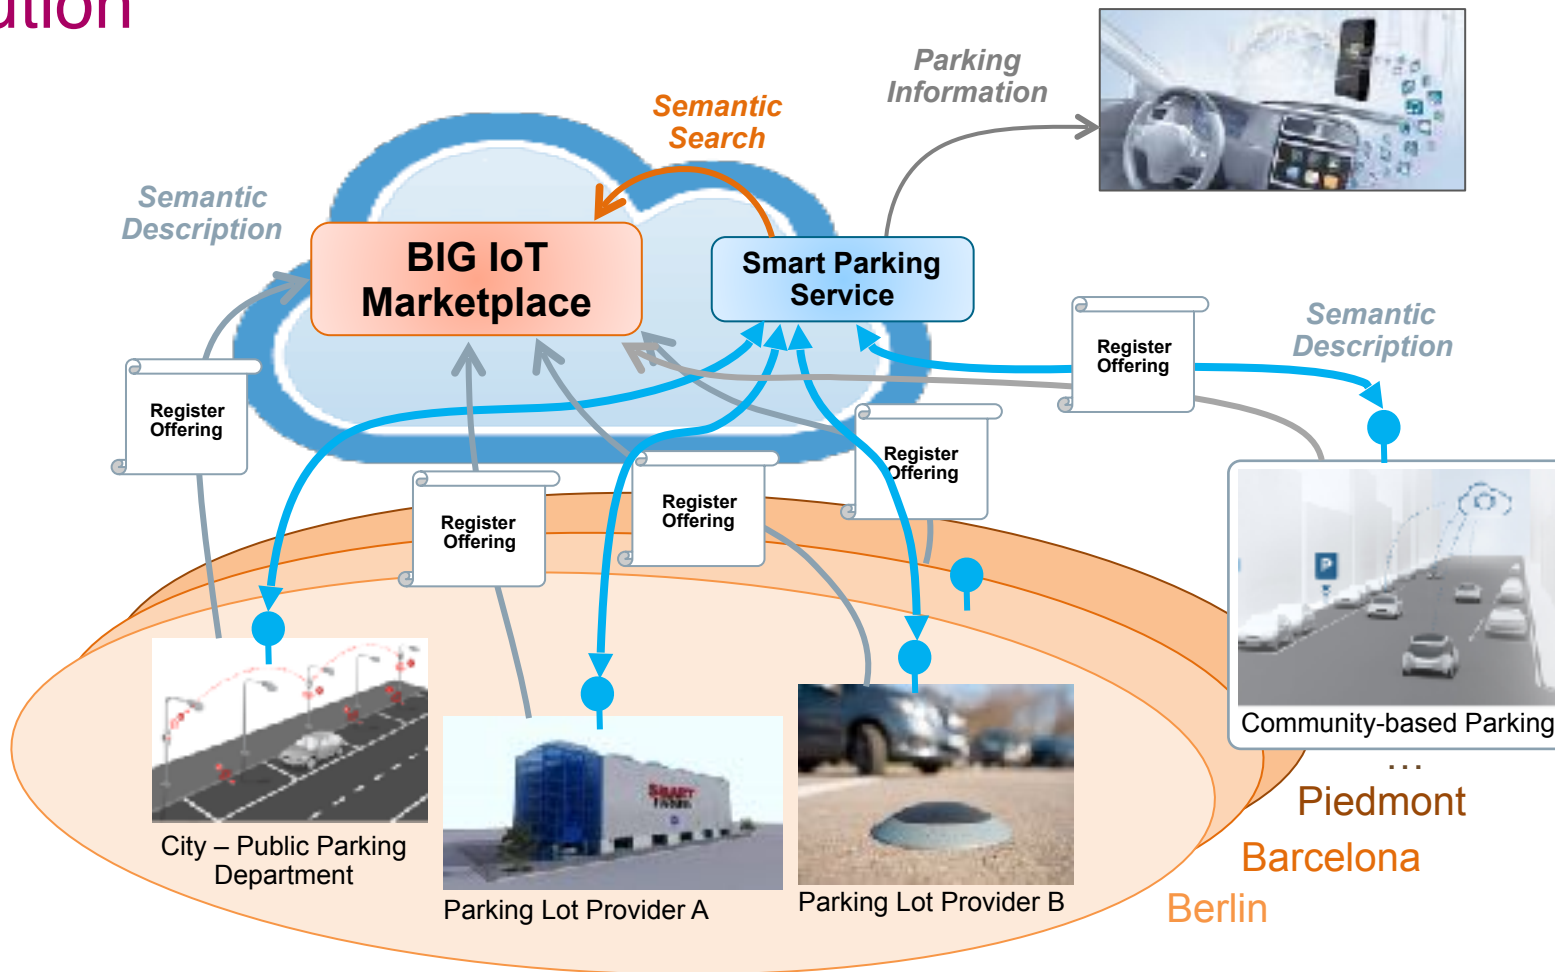 ution
Parking
Information
Semantic
Search
Semantic
Description
BIG IoT
Marketplace
Smart Parking
Service
Semantic
Description
Register
Offering
Register
Offering
Register
Offering
Register
Offering
Register
Offering
P
SMART
Community-based Parking
...
Piedmont
Barcelona
Berlin
City – Public Parking
Department
Parking Lot Provider A
Parking Lot Provider B